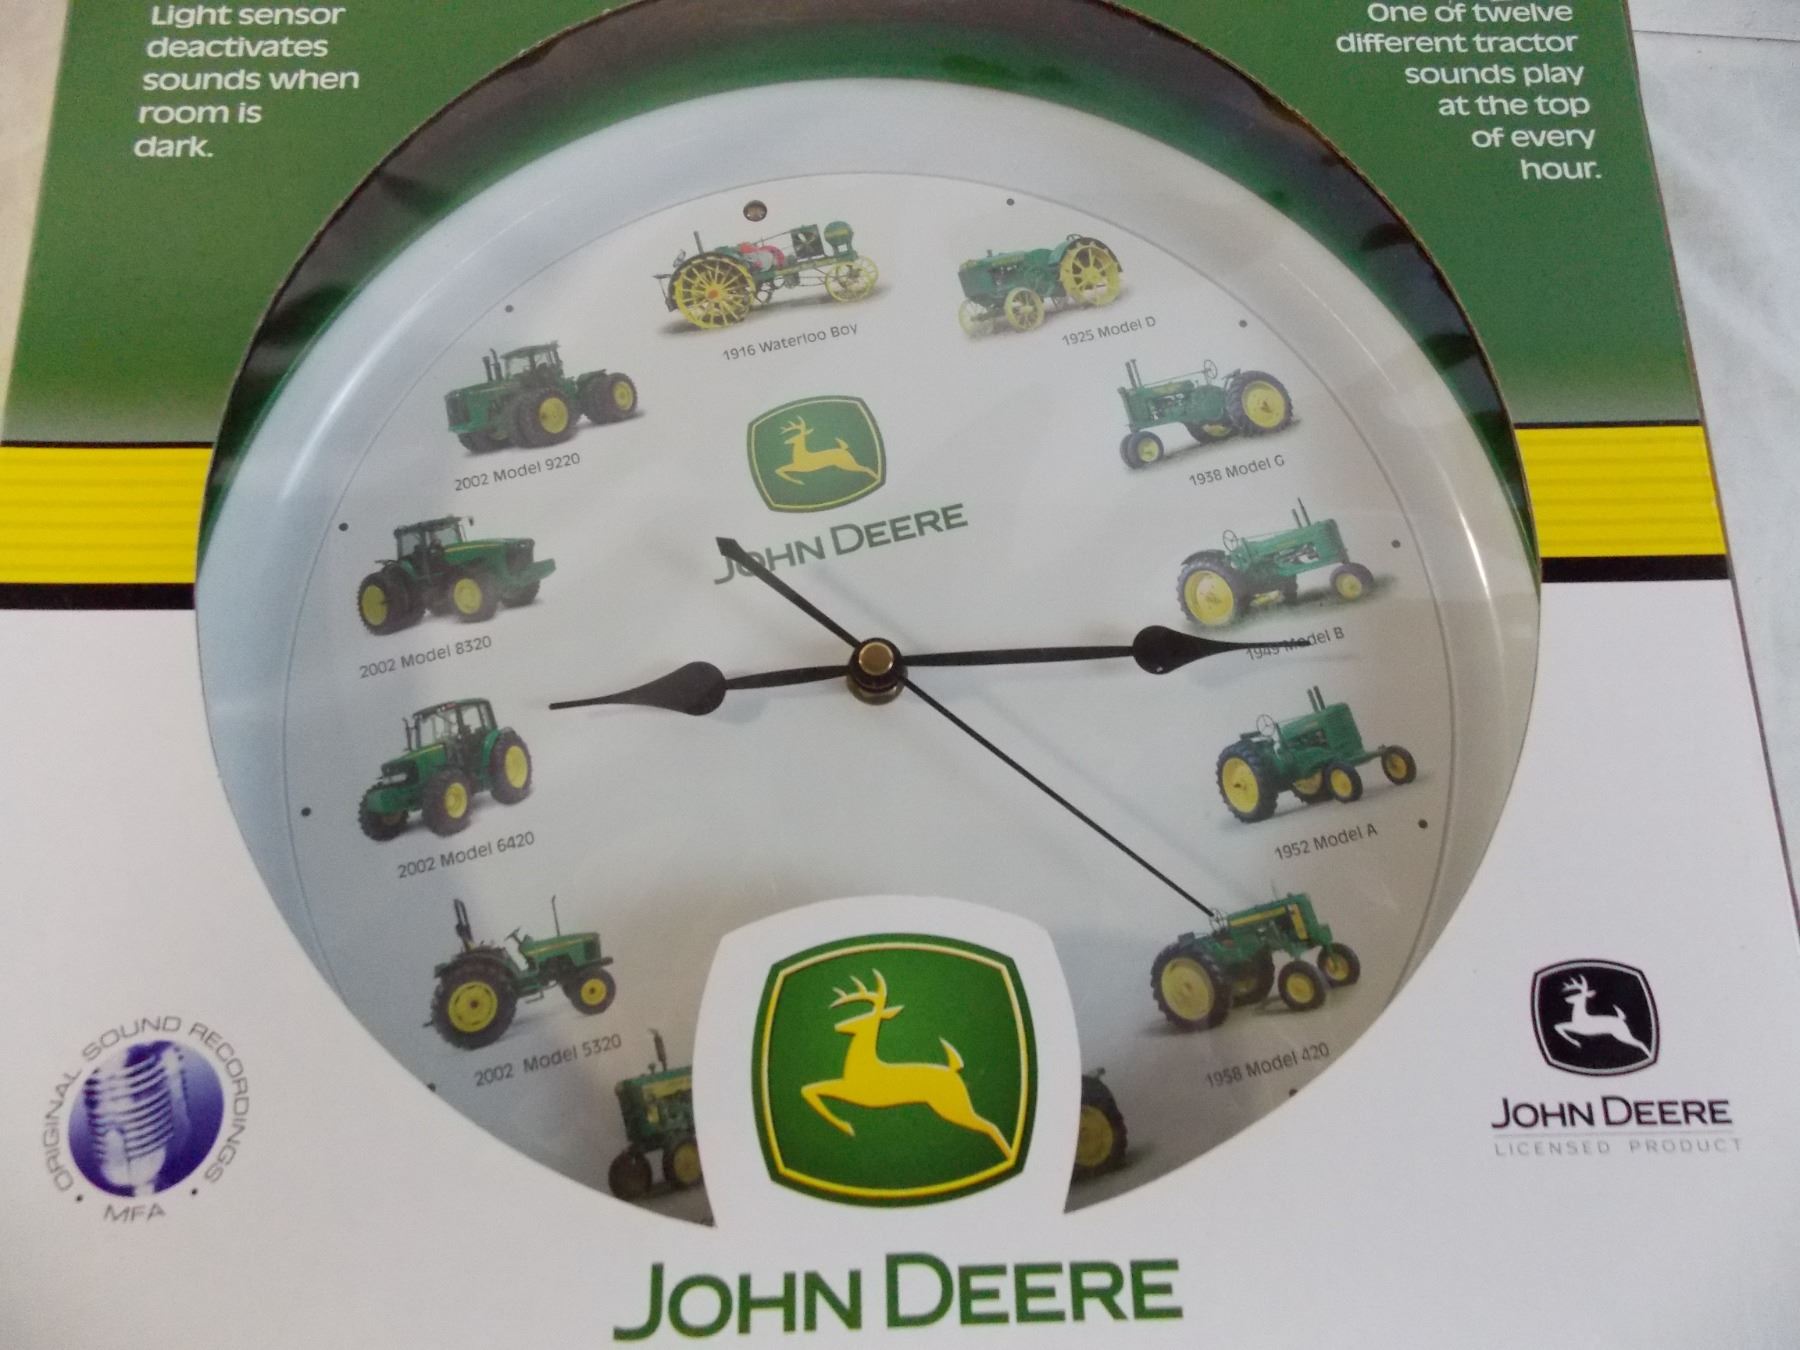 Light sensor
deactivates
sounds when
room is
dark.
One of twelve
different tractor
sounds play
at the top
of every
hour.
1916 Waterloo Boy
1925 Model D
2002 Model 9220
1938 Model G
JOHN DEERE
2002 Model 8320
1949 Model B
2002 Model 6420
1952 Model A
2002 Model 5320
1958 Model 420
ORIGINAL SOUND RECORDINGS
MFA
JOHN DEERE
LICENSED PRODUCT
JOHN DEERE